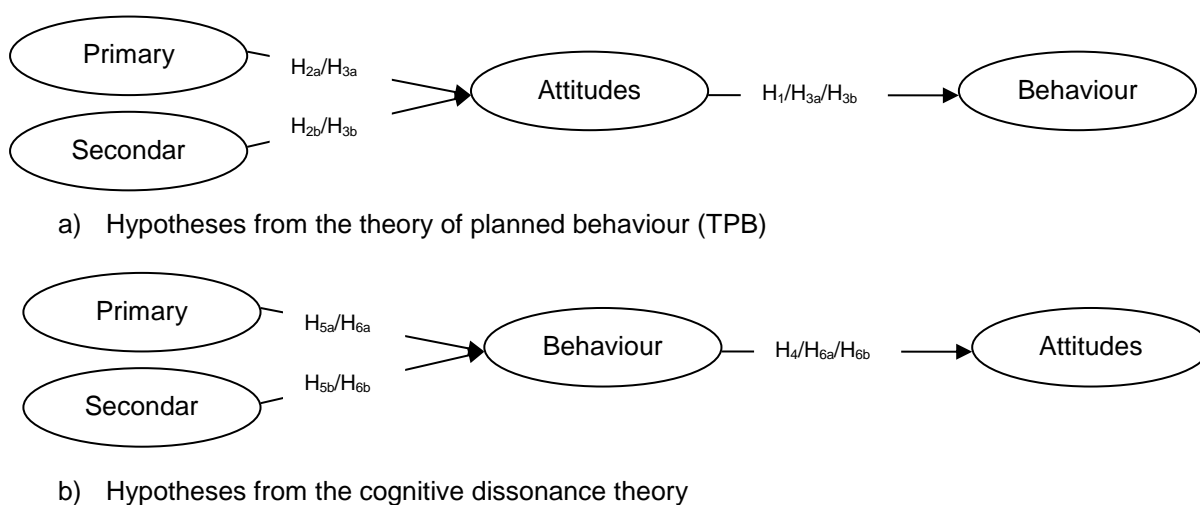 Primary
H2a/H3a
Attitudes
H1/H3a/H3b
Behaviour
Secondar
H2b/H3b
a) Hypotheses from the theory of planned behaviour (TPB)
Primary
H5a/H6a
Behaviour
H4/H6a/H6b
Attitudes
Secondar
H5b/H6b
b) Hypotheses from the cognitive dissonance theory